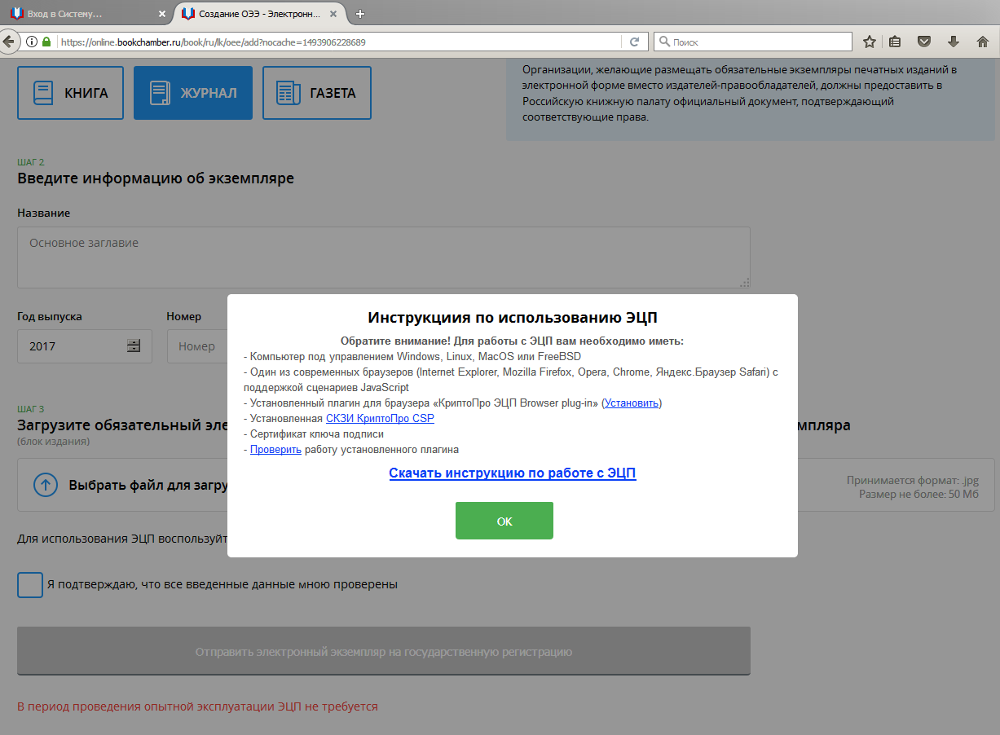 Вход в Систему...
Создание ОЭЭ - Электронн...
https://online.bookchamber.ru/book/ru/lk/oee/add?nocache=1493906228689
Поиск
КНИГА
ЖУРНАЛ
ГАЗЕТА
Организации, желающие размещать обязательные экземпляры печатных изданий в
электронной форме вместо издателей-правообладателей, должны предоставить в
Российскую книжную палату официальный документ, подтверждающий
соответствующие права.
ШАГ 2
Введите информацию об экземпляре
Название
Основное заглавие
Год выпуска
Номер
2017
Номер
ШАГ 3
Загрузите обязательный эле
мпляра
(блок издания)
Выбрать файл для загру
Принимается формат: .jpg
Размер не более: 50 Мб
Для использования ЭЦП воспользуйт
Я подтверждаю, что все введенные данные мною проверены
Отправить электронный экземпляр на государственную регистрацию
В период проведения опытной эксплуатации ЭЦП не требуется
Инструкциия по использованию ЭЦП
Обратите внимание! Для работы с ЭЦП вам необходимо иметь:
- Компьютер под управлением Windows, Linux, MacOS или FreeBSD
- Один из современных браузеров (Internet Explorer, Mozilla Firefox, Opera, Chrome, Яндекс.Браузер Safari) с
поддержкой сценариев JavaScript
- Установленный плагин для браузера «КриптоПро ЭЦП Browser plug-in» (Установить)
- Установленная СКЗИ КриптоПро CSP
- Сертификат ключа подписи
- Проверить работу установленного плагина
Скачать инструкцию по работе с ЭЦП
ОК